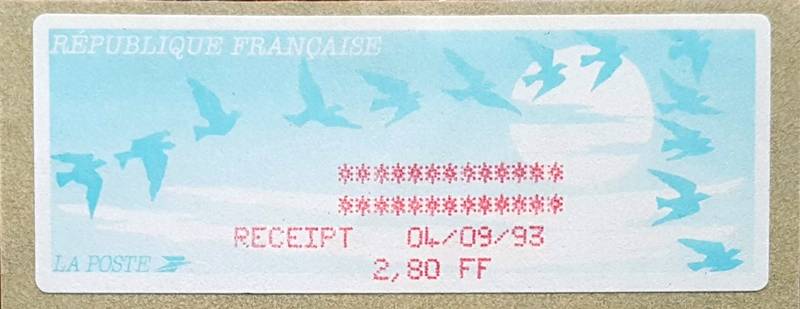 RÉPUBLIQUE FRANÇAISE
*************
*************
RECEIPT 04/09/93
2,80 FF
LA POSTE